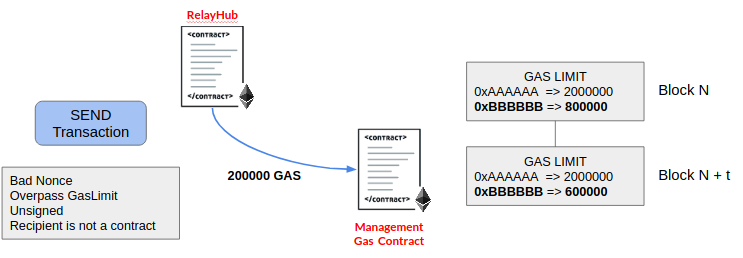 RelayHub
<CONTRACT>
</CONTRACT>
SEND
Transaction
Bad Nonce
Overpass GasLimit
Unsigned
Recipient is not a contract
200000 GAS
<CONTRACT>
</CONTRACT>
Management
Gas Contract
GAS LIMIT
0xAAAAAA => 2000000
0xBBBBBB => 800000
Block N
GAS LIMIT
0xAAAAAA => 2000000
0xBBBBBB => 600000
Block N + t